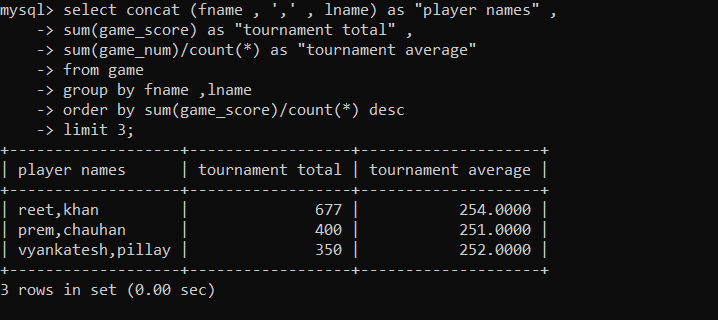 mysql> select concat (fname , ',' , lname) as "player names" ,
    -> sum(game_score) as "tournament total" ,
    -> sum(game_num)/count(*) as "tournament average"
    -> from game
    -> group by fname ,lname
    -> order by sum(game_score)/count(*) desc
    -> limit 3;
+-------------------+------------------+--------------------+
| player names      | tournament total | tournament average |
+-------------------+------------------+--------------------+
| reet,khan         |              677 |           254.0000 |
| prem,chauhan      |              400 |           251.0000 |
| vyankatesh,pillay |              350 |           252.0000 |
+-------------------+------------------+--------------------+
3 rows in set (0.00 sec)